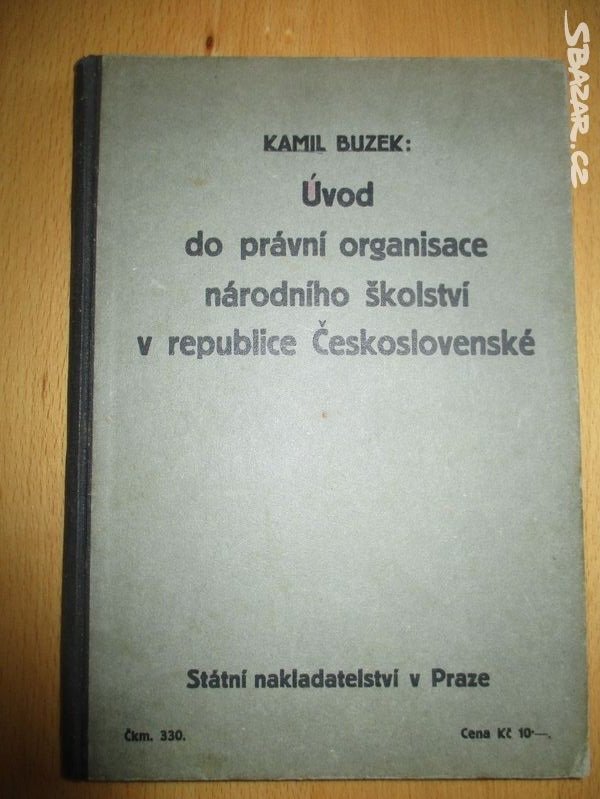 SBAZAR.CZ
KAMIL BUZEK:
Úvod
do právní organisace
národního školství
v republice Československé
Státní nakladatelství v Praze
Čkm. 330.
Cena Kč 10·—.